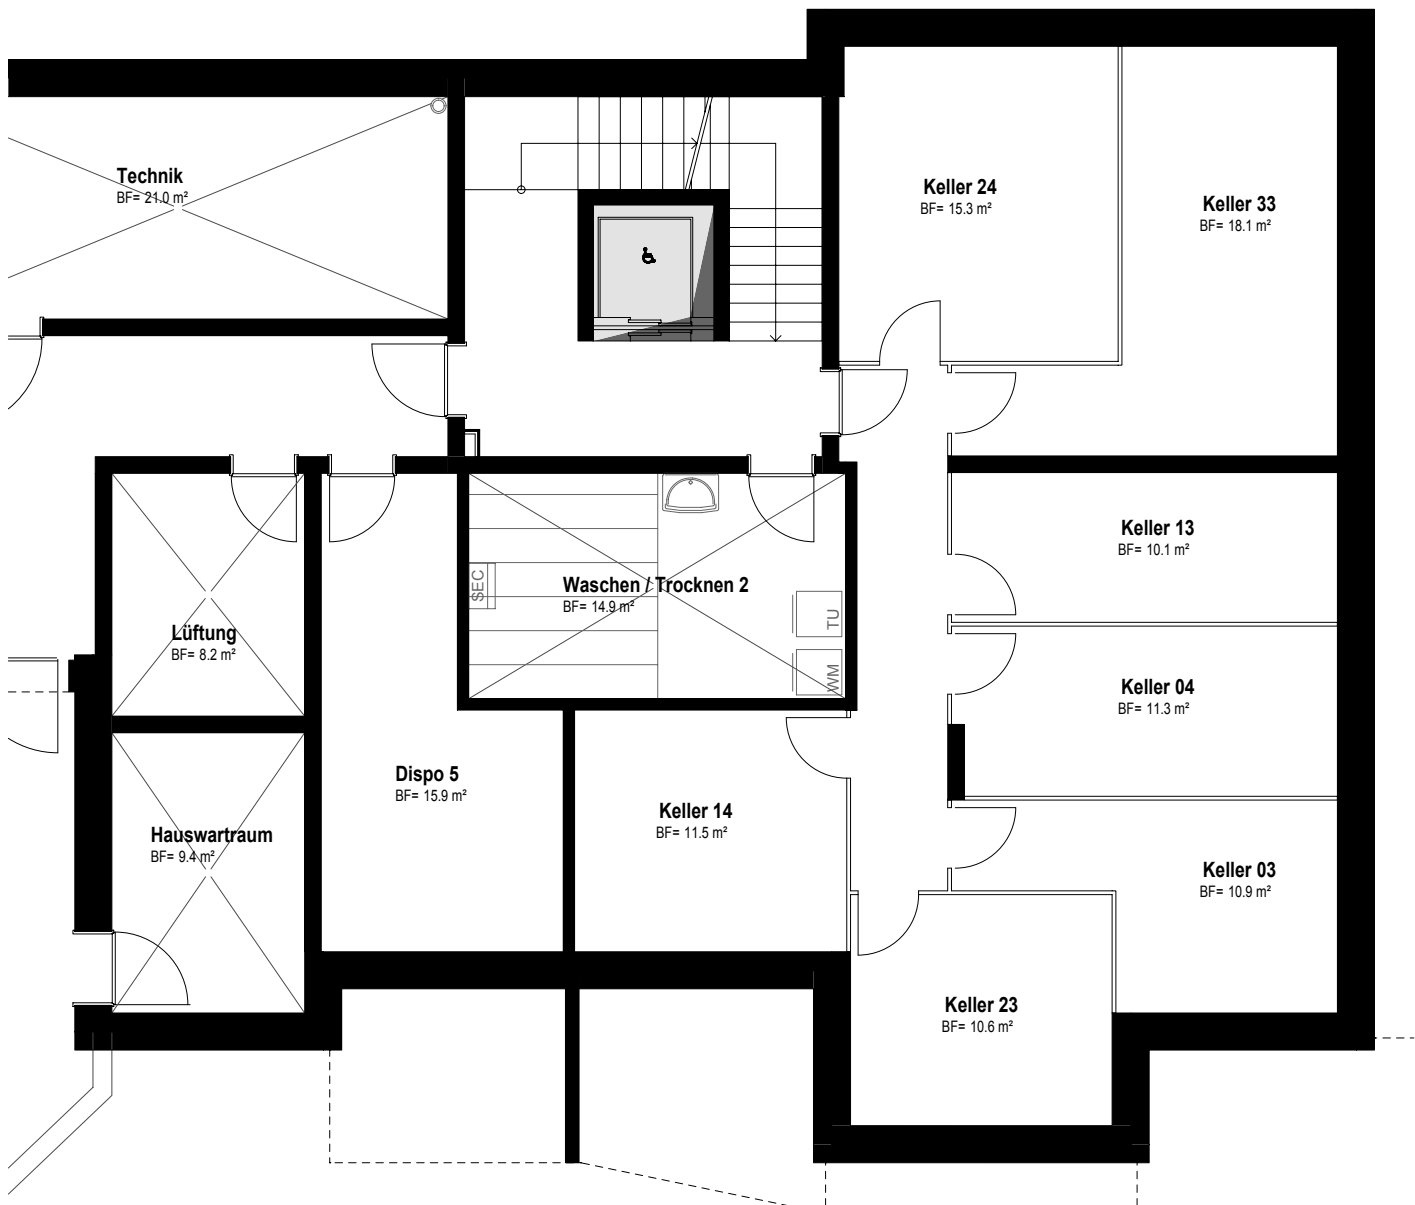 Technik
BF= 21.0 m²
Keller 24
BF= 15.3 m²
Keller 33
BF= 18.1 m²
Keller 13
BF= 10.1 m²
Waschen / Trocknen 2
BF= 14.9 m²
SEC
TU
WM
Lüftung
BF= 8.2 m²
Keller 04
BF= 11.3 m²
Dispo 5
BF= 15.9 m²
Keller 14
BF= 11.5 m²
Hauswartraum
BF= 9.4 m²
Keller 03
BF= 10.9 m²
Keller 23
BF= 10.6 m²